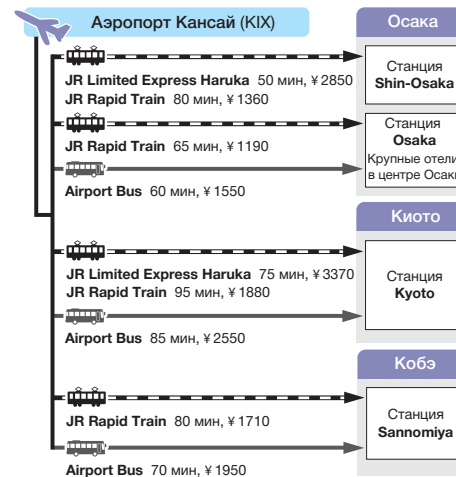 Аэропорт Кансай (KIX)
Осака
JR Limited Express Haruka 50 мин, ¥2850
JR Rapid Train 80 мин, ¥1360
Станция
Shin-Osaka
JR Rapid Train 65 мин, ¥1190
Airport Bus 60 мин, ¥1550
Станция
Osaka
Крупные отели
в центре Осаки
Киото
JR Limited Express Haruka 75 мин, ¥3370
JR Rapid Train 95 мин, ¥1880
Airport Bus 85 мин, ¥2550
Станция
Kyoto
Кобэ
JR Rapid Train 80 мин, ¥1710
Airport Bus 70 мин, ¥1950
Станция
Sannomiya